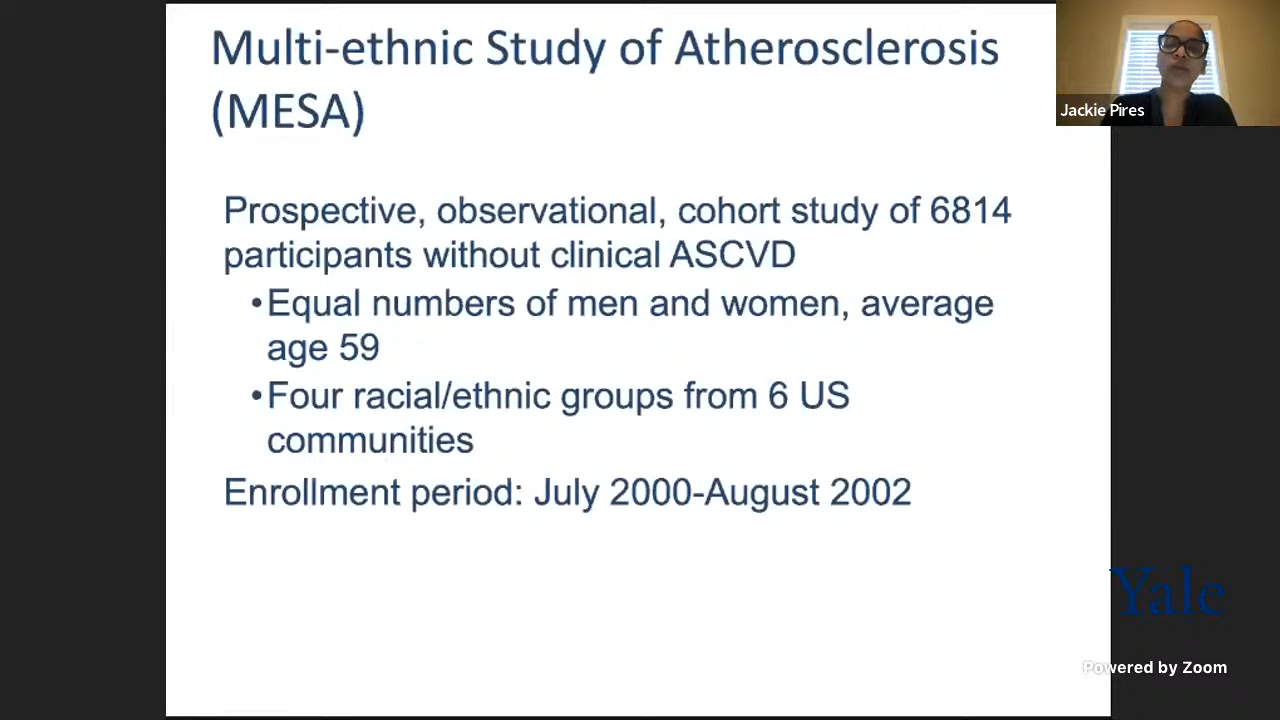 Multi-ethnic Study of Atherosclerosis
(MESA)
Jackie Pires
Prospective, observational, cohort study of 6814
participants without clinical ASCVD
•Equal numbers of men and women, average
age 59
•Four racial/ethnic groups from 6 US
communities
Enrollment period: July 2000-August 2002
Yale
Powered by Zoom